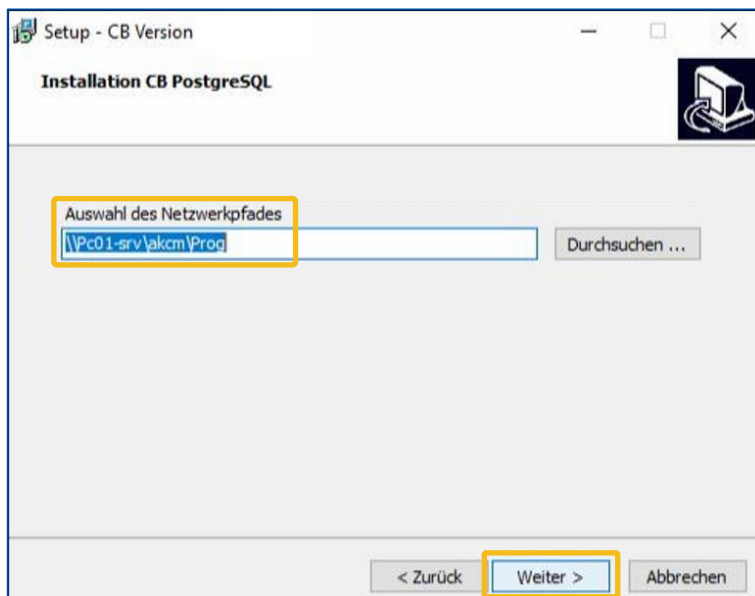 Setup - CB Version
Installation CB PostgreSQL
Auswahl des Netzwerkpfades
\\Pc01-srv\akcm\Prog
Durchsuchen ...
< Zurück
Weiter >
Abbrechen